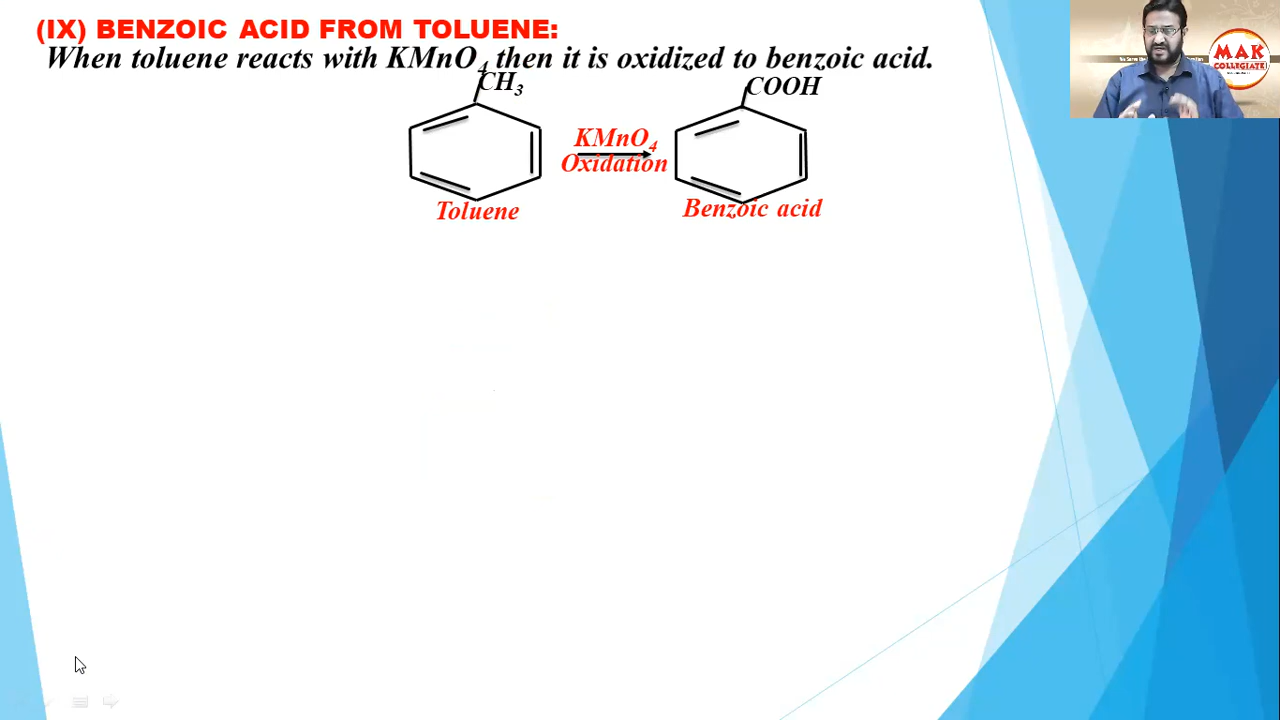 (IX) BENZOIC ACID FROM TOLUENE:
When toluene reacts with KMnO4 then it is oxidized to benzoic acid.
CH3
COOH
KMnO4
Oxidation
Toluene
Benzoic acid
MAK
COLLEGIATE